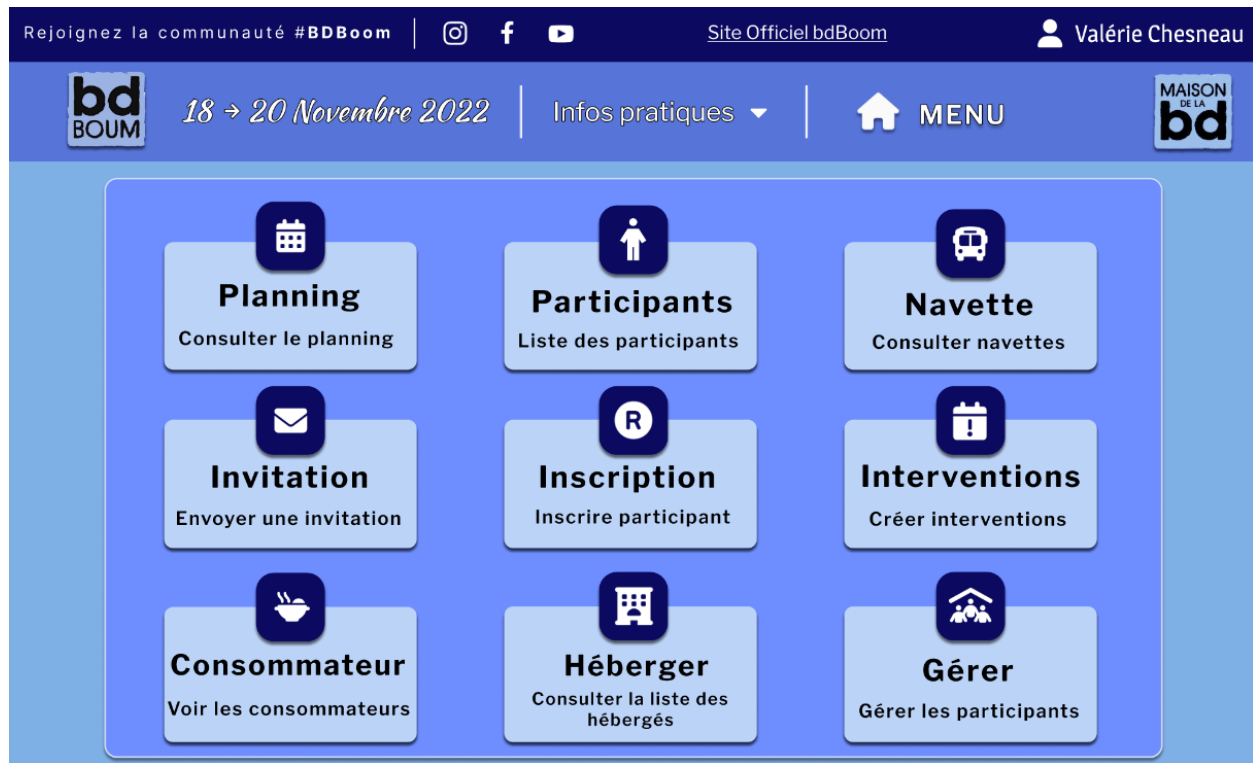 Rejoignez la communauté #BDBoom
Site Officiel bdBoom
Valérie Chesneau
bd
BOUM
18 → 20 Novembre 2022
Infos pratiques
MENU
MAISON
DE LA
bd
Planning
Consulter le planning
Participants
Liste des participants
Navette
Consulter navettes
Invitation
Envoyer une invitation
R
Inscription
Inscrire participant
Interventions
Créer interventions
Consommateur
Voir les consommateurs
Héberger
Consulter la liste des
hébergés
Gérer
Gérer les participants